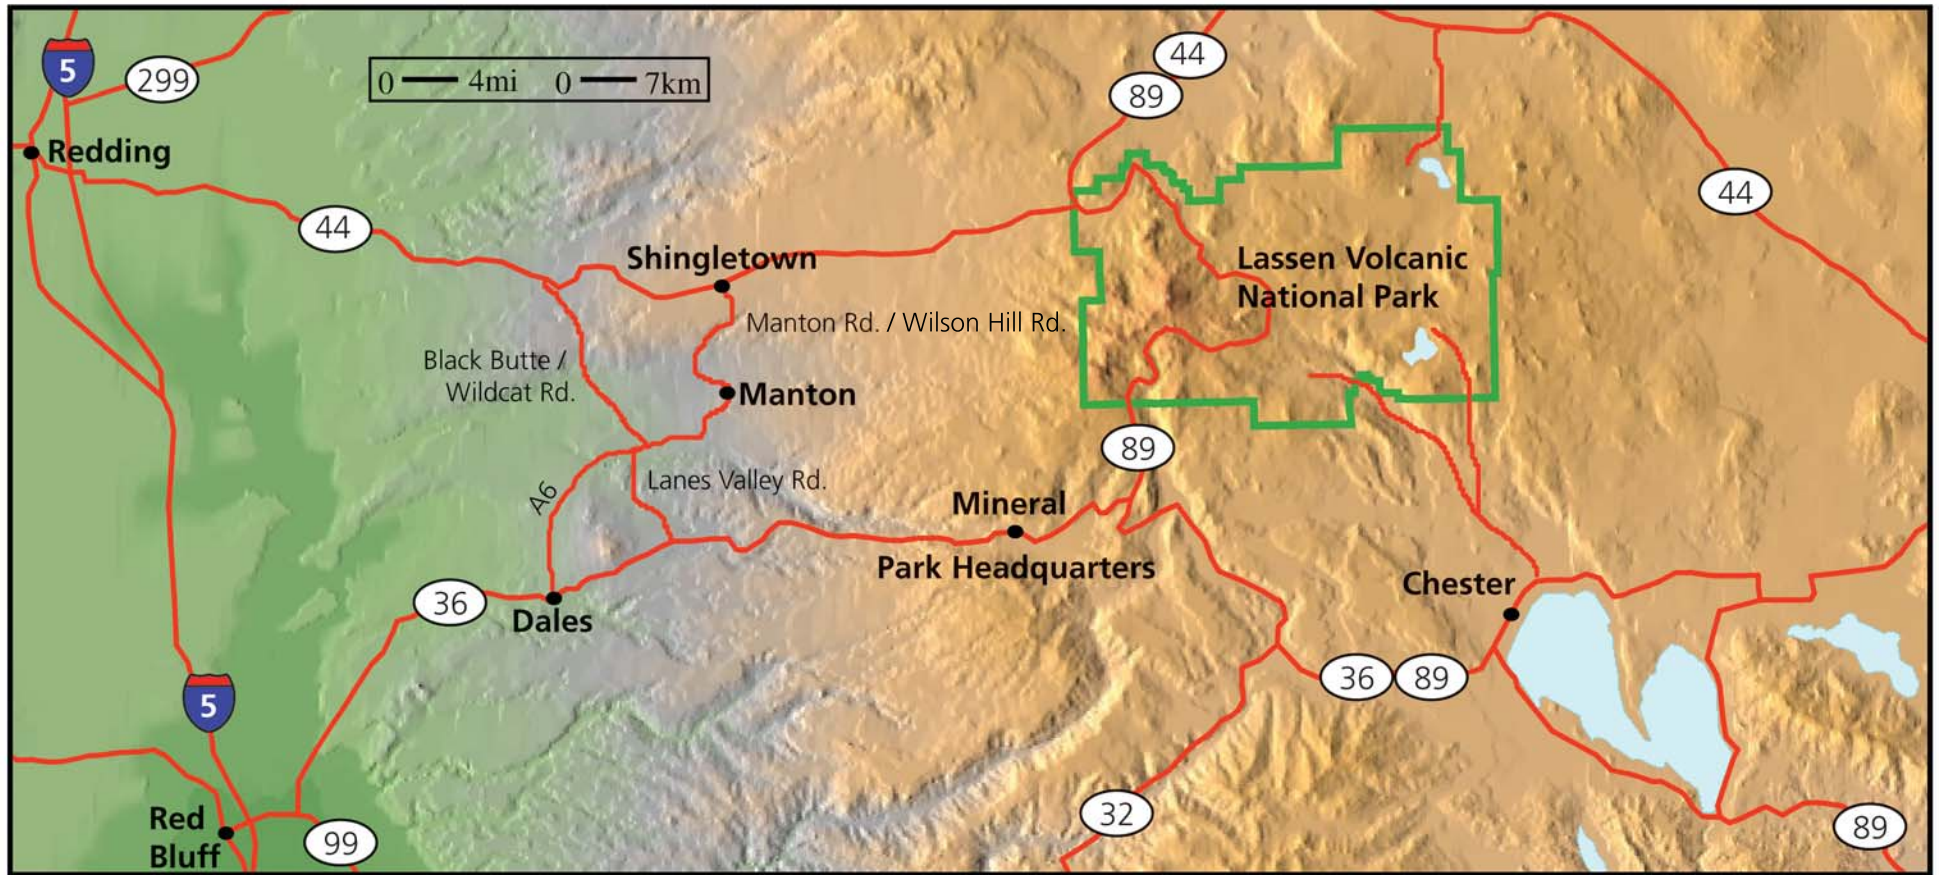 5
299
0 4mi 0 7km
44
89
Redding
44
44
Shingletown
Lassen Volcanic
National Park
Manton Rd. / Wilson Hill Rd.
Black Butte /
Wildcat Rd.
Manton
89
A6
Lanes Valley Rd.
Mineral
Park Headquarters
36
Dales
Chester
36
89
5
Red
Bluff
99
32
89